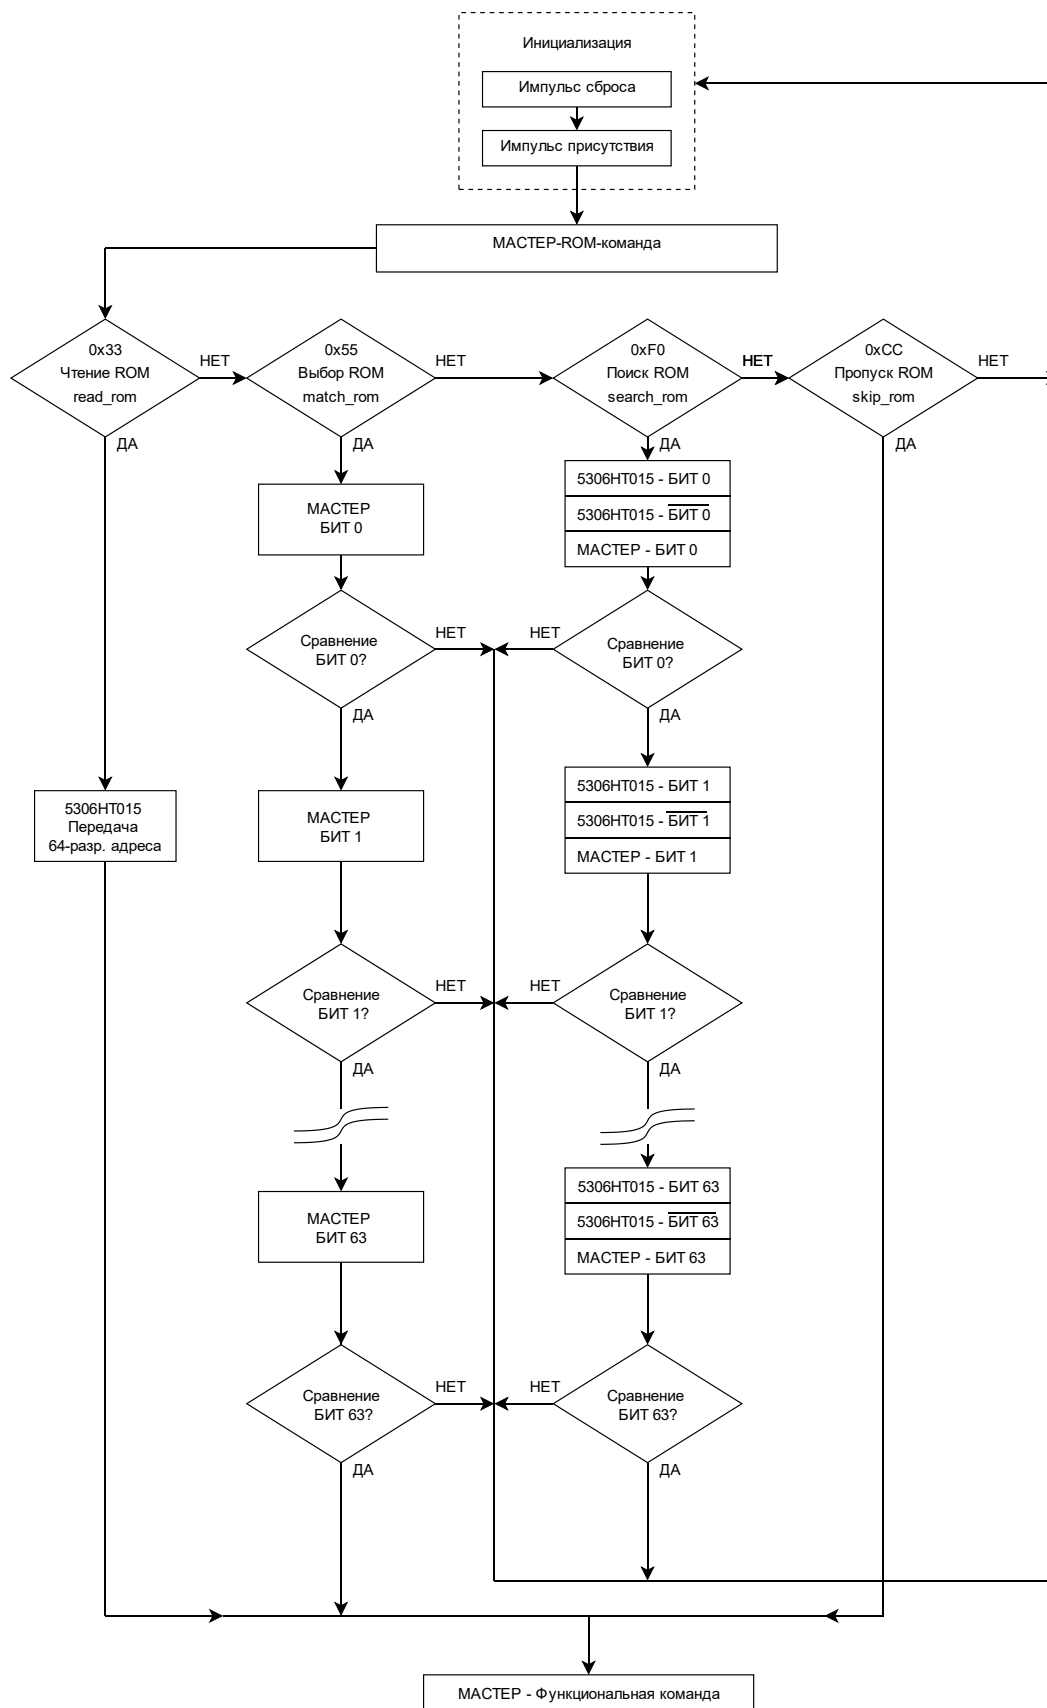 Инициализация
Импульс сброса
Импульс присутствия
МАСТЕР-ROM-команда
0x33
Чтение ROM
read_rom
НЕТ
ДА
0x55
Выбор ROM
match_rom
НЕТ
ДА
0xF0
Поиск ROM
search_rom
НЕТ
ДА
0xCC
Пропуск ROM
skip_rom
НЕТ
ДА
МАСТЕР
БИТ 0
5306НТ015 - БИТ 0
5306НТ015 - БИТ 0
МАСТЕР - БИТ 0
Сравнение
БИТ 0?
НЕТ
ДА
НЕТ
Сравнение
БИТ 0?
ДА
5306НТ015
Передача
64-разр. адреса
МАСТЕР
БИТ 1
5306НТ015 - БИТ 1
5306НТ015 - БИТ 1
МАСТЕР - БИТ 1
Сравнение
БИТ 1?
НЕТ
ДА
НЕТ
Сравнение
БИТ 1?
ДА
МАСТЕР
БИТ 63
5306НТ015 - БИТ 63
5306НТ015 - БИТ 63
МАСТЕР - БИТ 63
Сравнение
БИТ 63?
НЕТ
ДА
НЕТ
Сравнение
БИТ 63?
ДА
МАСТЕР - Функциональная команда